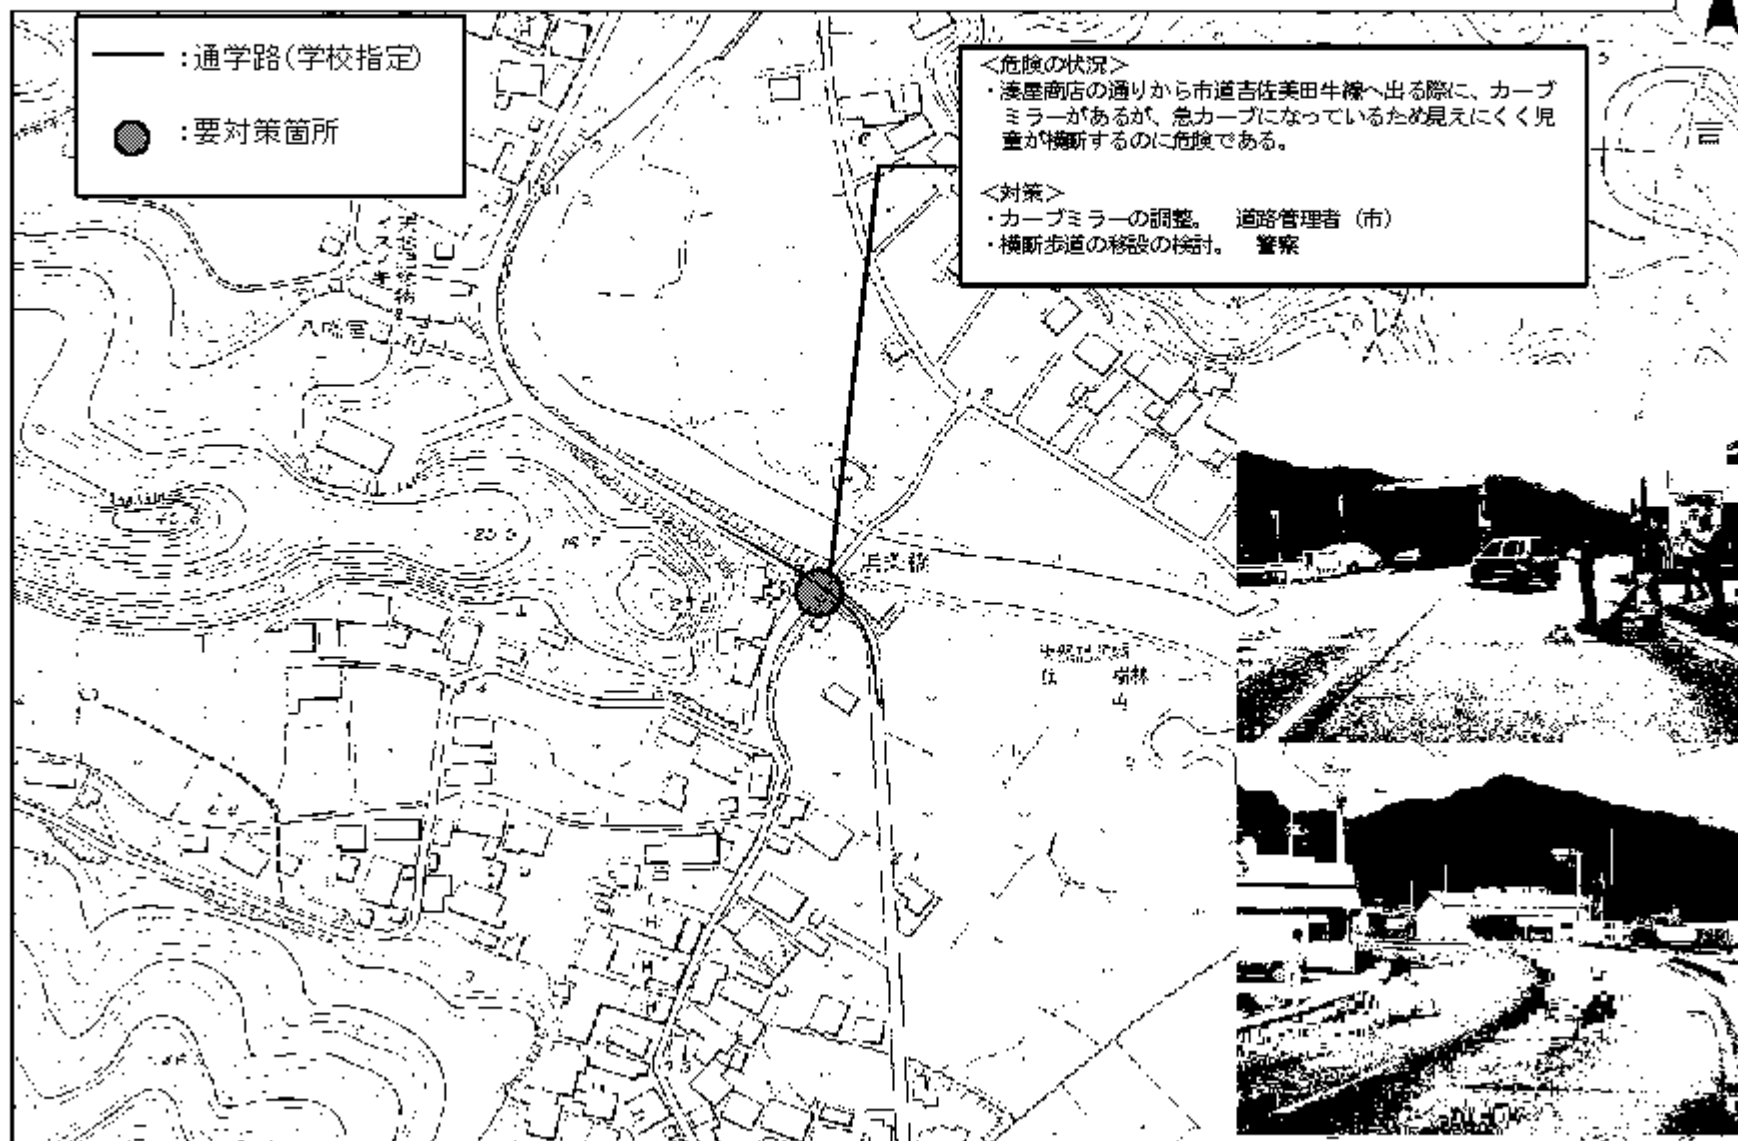 ：通学路（学校指定）
：要対策箇所
＜危険の状況＞
・湊屋商店の通りから市道吉佐美田牛線へ出る際に、カーブ
ミラーがあるが、急カーブになっているため見えにくく児
童が横断するのに危険である。
＜対策＞
・カーブミラーの調整。　道路管理者（市）
・横断歩道の移設の検討。　警察
八幡宮